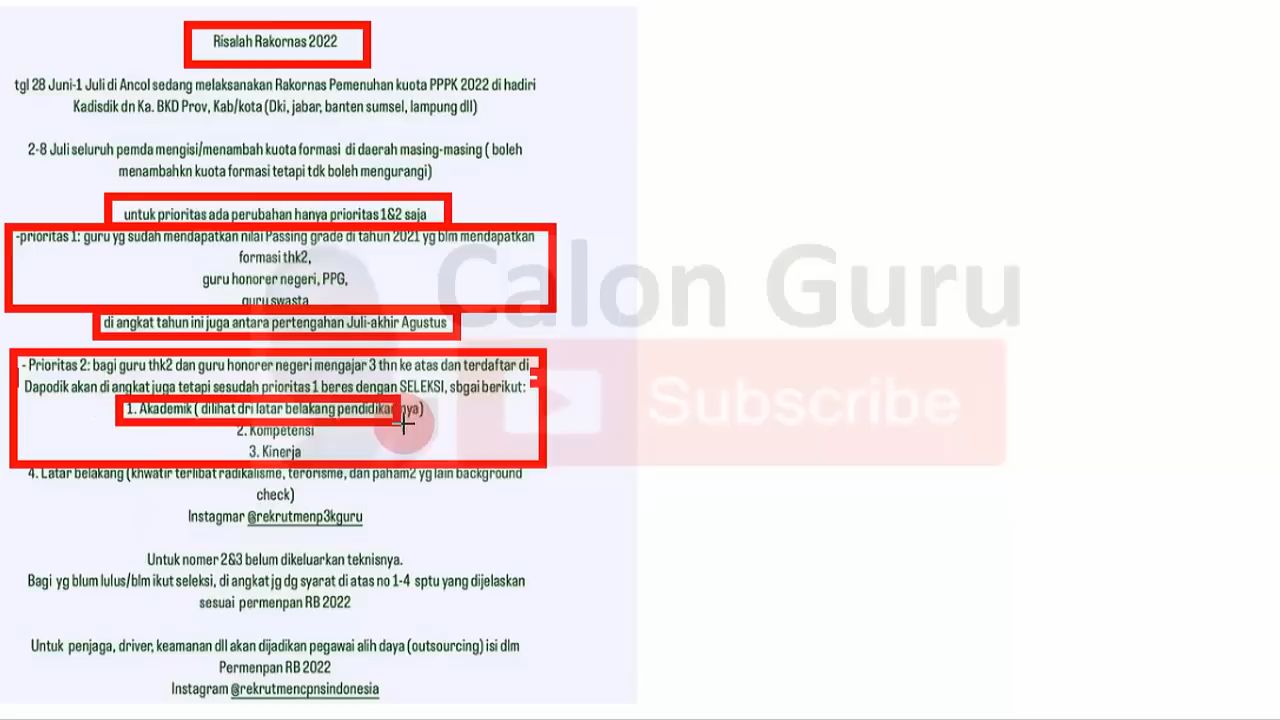 Risalah Rakornas 2022
tgl 28 Juni-1 Juli di Ancol sedang melaksanakan Rakornas Pemenuhan kuota PPPK 2022 di hadiri
Kadisdik dn Ka. BKD Prov, Kab/kota (Dki, jabar, banten sumsel, lampung dll)
2-8 Juli seluruh pemda mengisi/menambah kuota formasi di daerah masing-masing ( boleh
menambahkn kuota formasi tetapi tdk boleh mengurangi)
untuk prioritas ada perubahan hanya prioritas 1&2 saja
-prioritas 1: guru yg sudah mendapatkan nilai Passing grade di tahun 2021 yg blm mendapatkan
formasi thk2,
guru honorer negeri, PPG,
guru swasta
di angkat tahun ini juga antara pertengahan Juli-akhir Agustus
- Prioritas 2: bagi guru thk2 dan guru honorer negeri mengajar 3 thn ke atas dan terdaftar di
Dapodik akan di angkat juga tetapi sesudah prioritas 1 beres dengan SELEKSI, sbgai berikut:
1. Akademik ( dilihat dri latar belakang pendidikannya)
2. Kompetensi
3. Kinerja
4. Latar belakang (khwatir terlibat radikalisme, terorisme, dan paham2 yg lain background
check)
Instagmar @rekrutmenp3kguru
Untuk nomer 2&3 belum dikeluarkan teknisnya.
Bagi yg blum lulus/blm ikut seleksi, di angkat jg dg syarat di atas no 1-4 sptu yang dijelaskan
sesuai permenpan RB 2022
Untuk penjaga, driver, keamanan dll akan dijadikan pegawai alih daya (outsourcing) isi dlm
Permenpan RB 2022
Instagram @rekrutmencpnsindonesia
Calon Guru
Subscribe